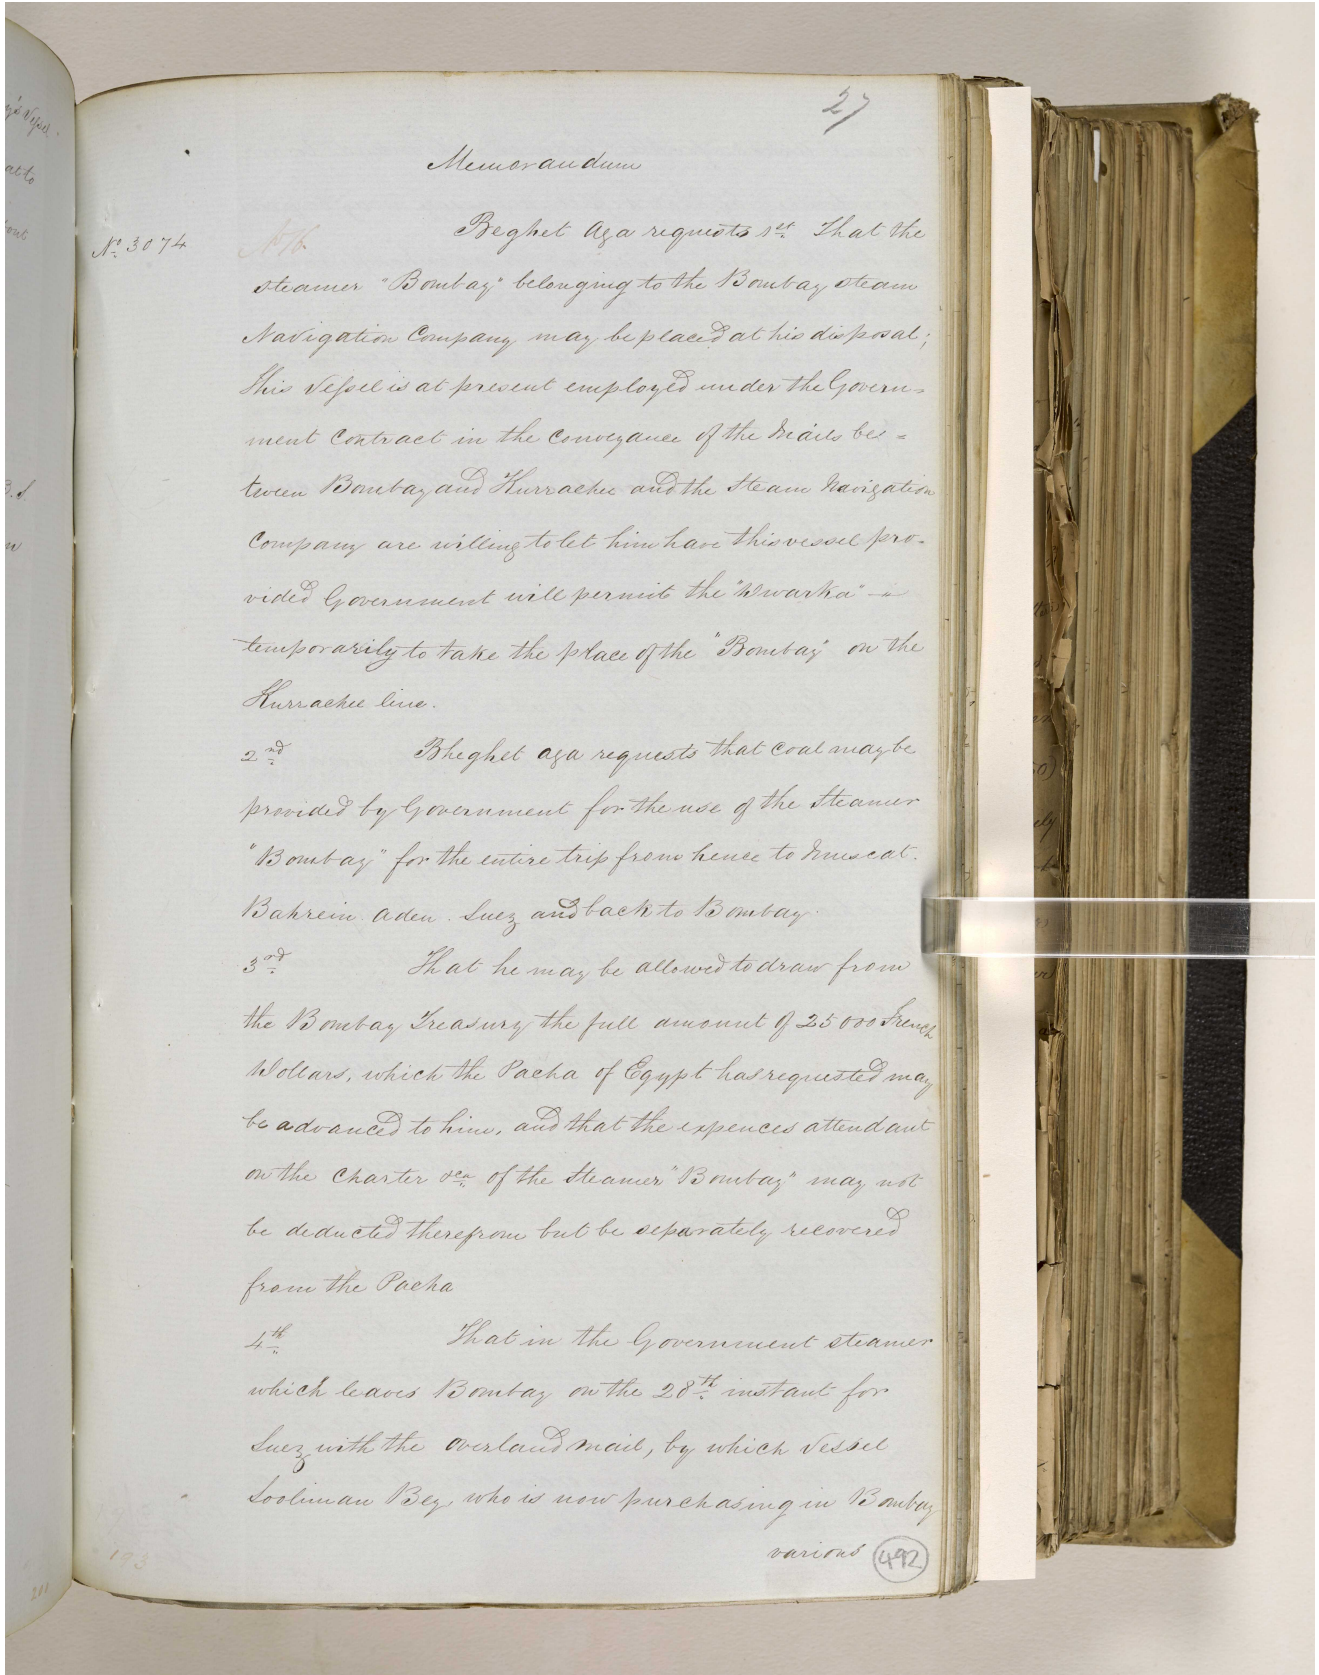 27
Memorandum
No. 3074
No 76
Beghet Aga requests 1st That the
steamer "Bombay" belonging to the Bombay steam
Navigation Company may be placed at his disposal;
this Vessel is at present employed under the Govern=
ment Contract in the Conveyance of the Mails be=
tween Bombay and Kurrachee and the Steam Navigation
Company are willing to let him have this vessel pro-
vided Government will permit the "Dwarka"
temporarily to take the place of the "Bombay" on the
Kurrachee line.
2nd Bheghet aga requests that Coal may be
provided by Government for the use of the Steamer
"Bombay" for the entire trip from hence to Muscat.
Bahrein. Aden. Suez and back to Bombay.
3rd That he may be allowed to draw from
the Bombay Treasury the full amount of 25000 French
Dollars, which the Pacha of Egypt has requested may
be advanced to him, and that the expences attendant
on the Charter &ca of the Steamer "Bombay" may not
be deducted therefrom but be separately recovered
from the Pacha
4th That in the Government steamer
which leaves Bombay on the 28th instant for
Suez with the overland mail, by which Vessel
Sooliman Bey who is now purchasing in Bombay
various
492
193
201